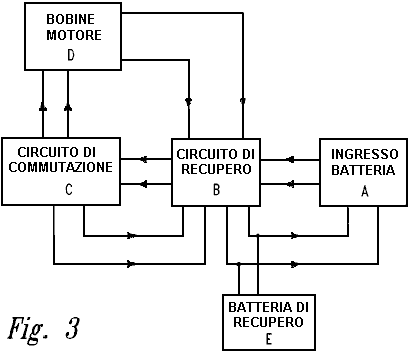 BOBINE
MOTORE
D
CIRCUITO DI
COMMUTAZIONE
C
CIRCUITO DI
RECUPERO
B
INGRESSO
BATTERIA
A
BATTERIA DI
RECUPERO
E
Fig. 3